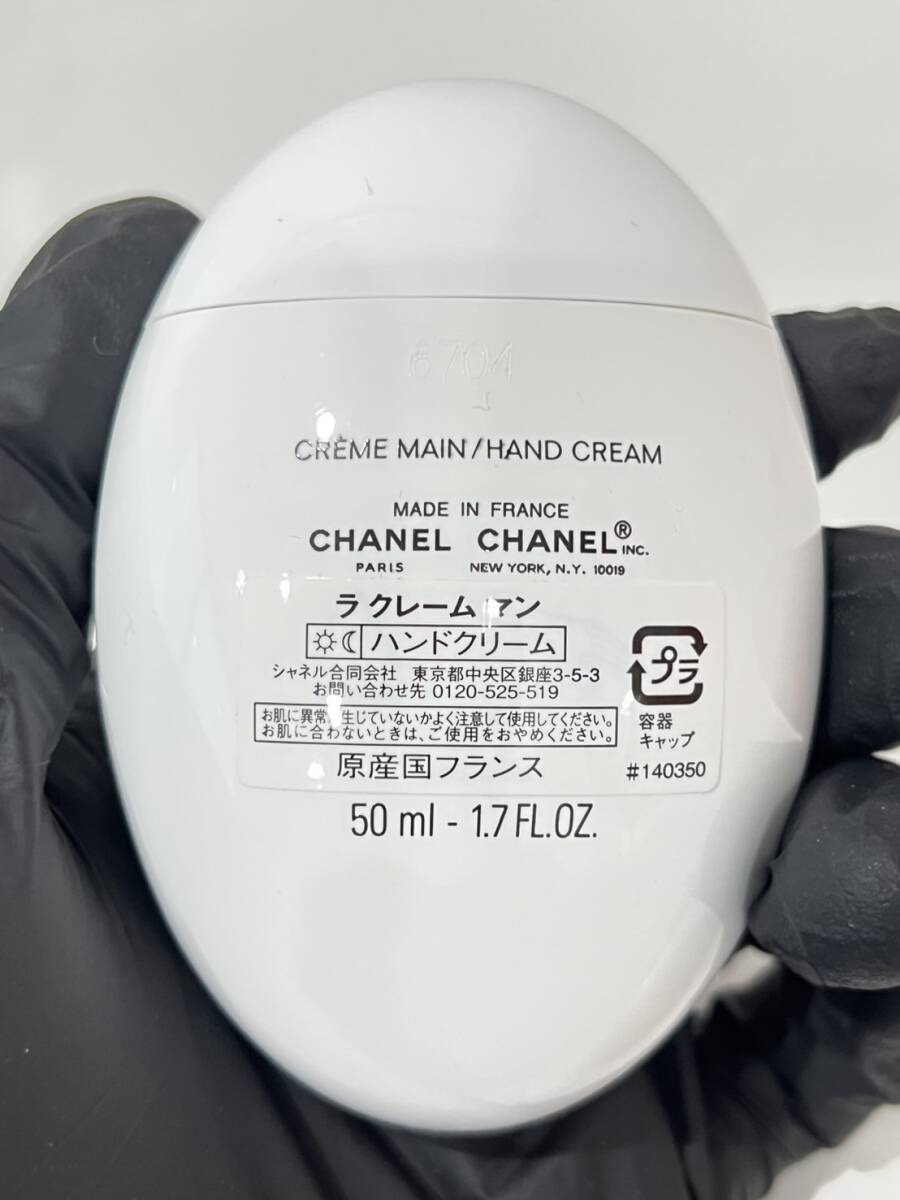 6704
CRÈME MAIN/HAND CREAM
MADE IN FRANCE
CHANEL CHANEL® INC.
PARIS NEW YORK, N.Y. 10019
ラ クレーム マン
ハンドクリーム
シャネル合同会社 東京都中央区銀座3-5-3
お問い合わせ先 0120-525-519
お肌に異常が生じていないかよく注意して使用してください。
お肌に合わないときは、ご使用をおやめください。
プラ
容器
キャップ
原産国フランス
#140350
50 ml - 1.7 FL.OZ.